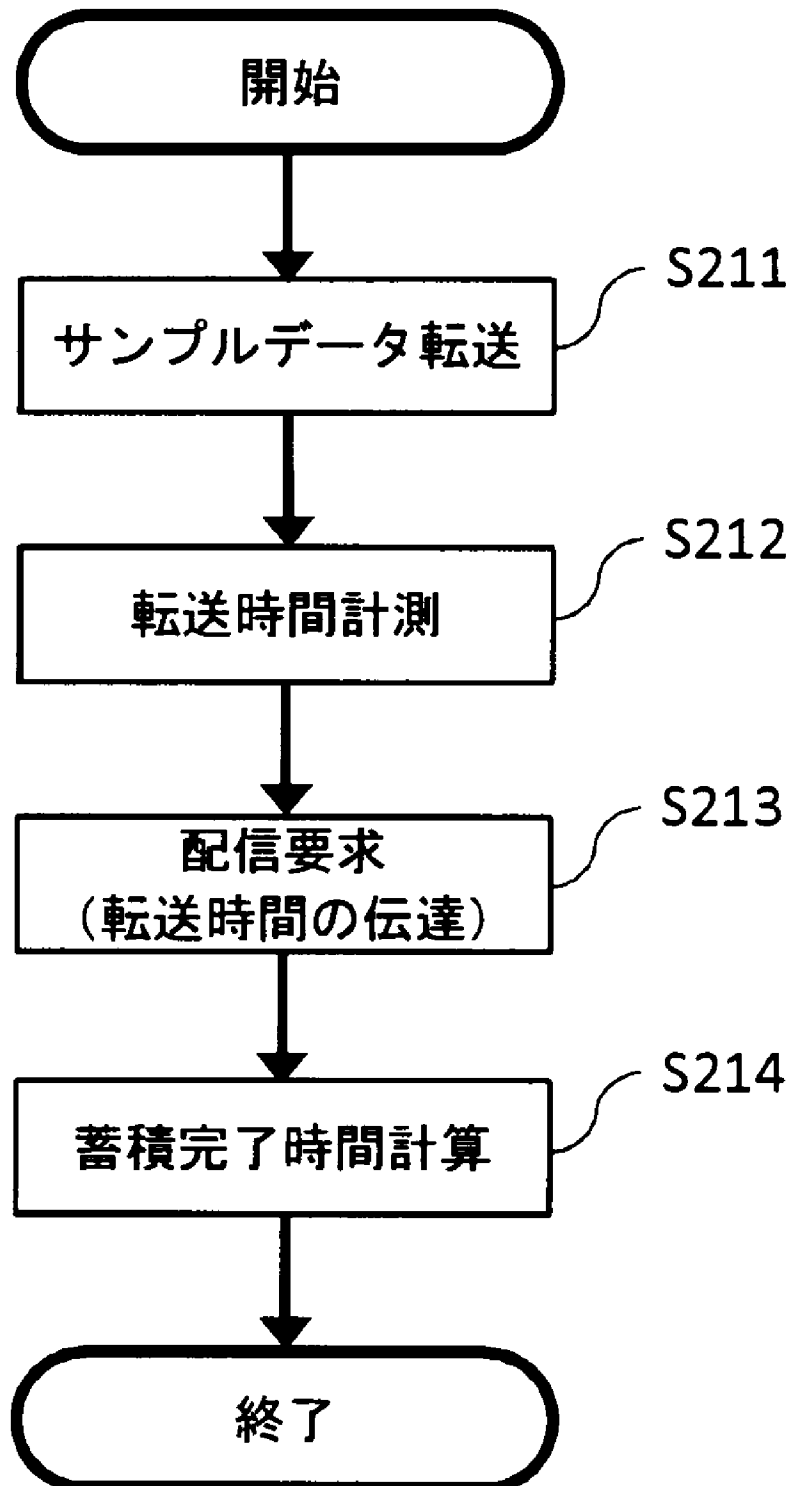 開始
S211
サンプルデータ転送
S212
転送時間計測
S213
配信要求
(転送時間の伝達)
S214
蓄積完了時間計算
終了